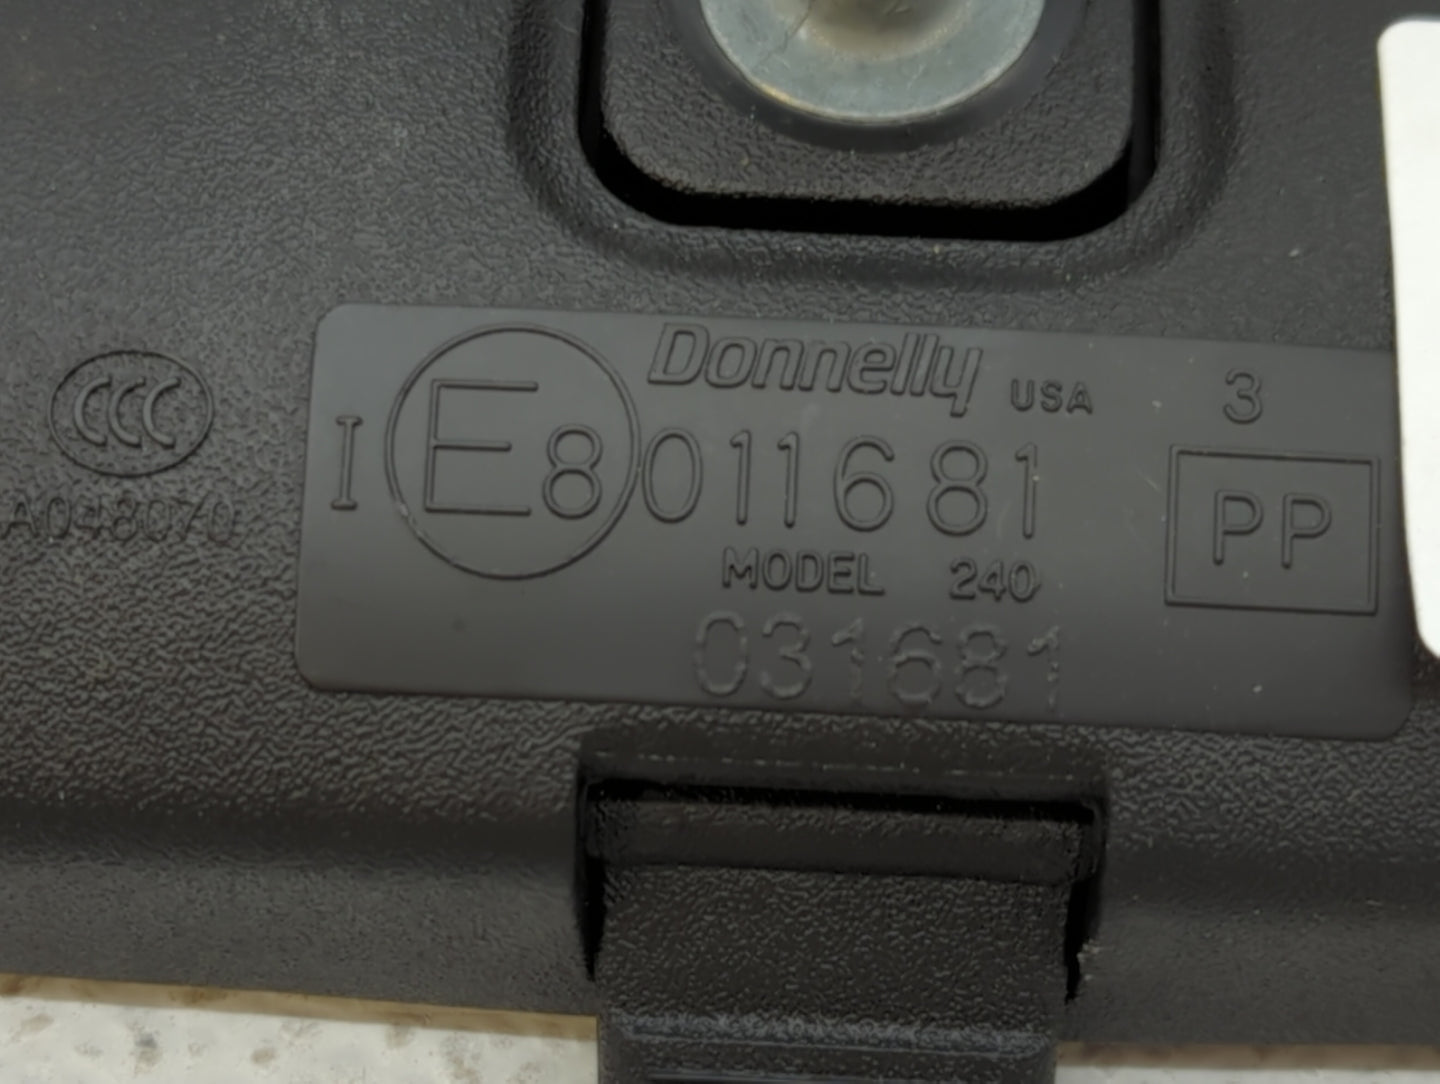 CCC
A048070
Donnelly USA 3
I E8 011681
PP
MODEL 240
031681